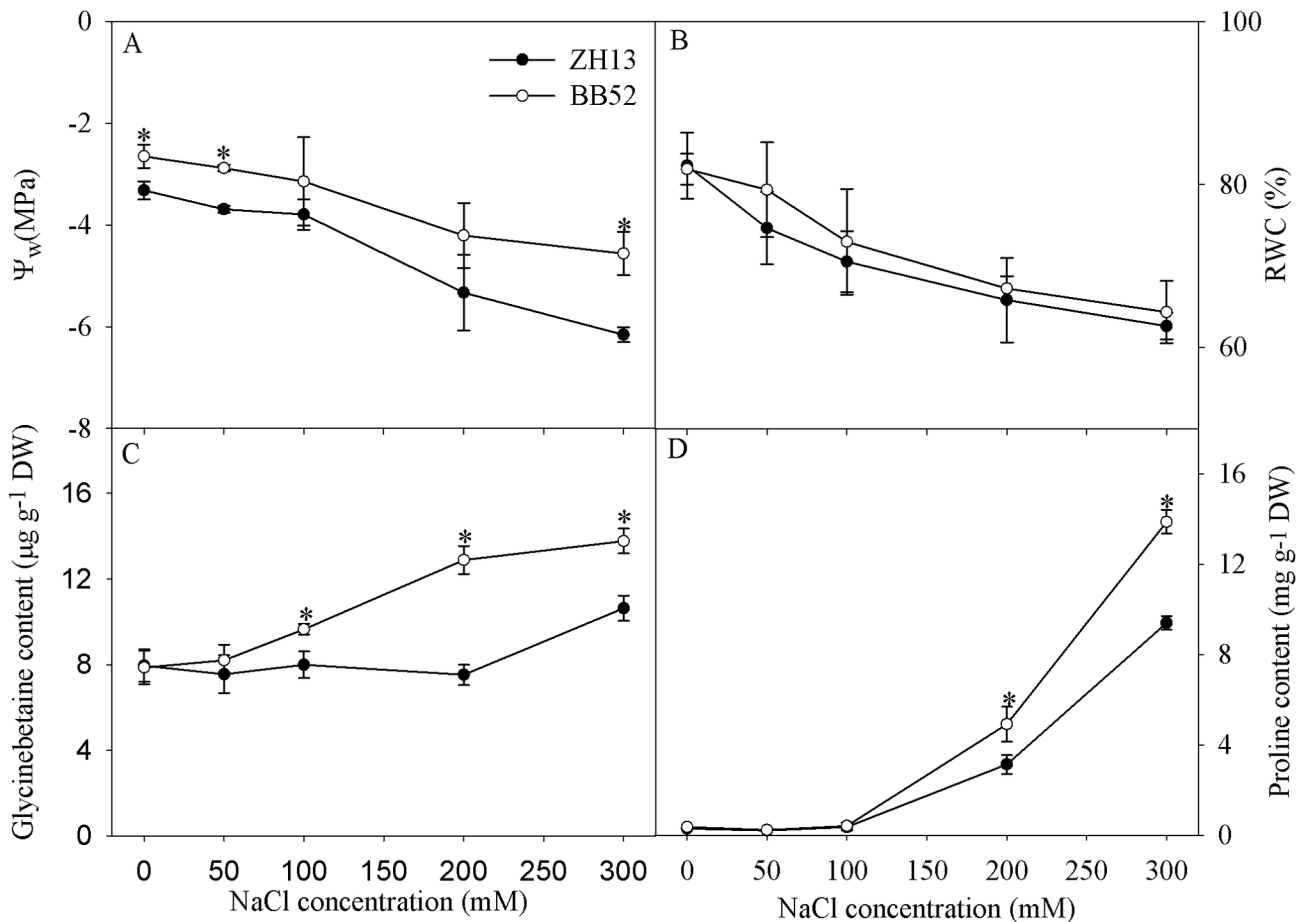 A
ZH13
BB52
* * *
0
-2
-4
-6
-8
Ψw(MPa)
B
100
80
60
RWC (%)
C
* * *
16
12
8
4
0
Glycinebetaine content (µg g-1 DW)
0 50 100 150 200 250 300
NaCl concentration (mM)
D
* *
16
12
8
4
0
Proline content (mg g-1 DW)
0 50 100 150 200 250 300
NaCl concentration (mM)